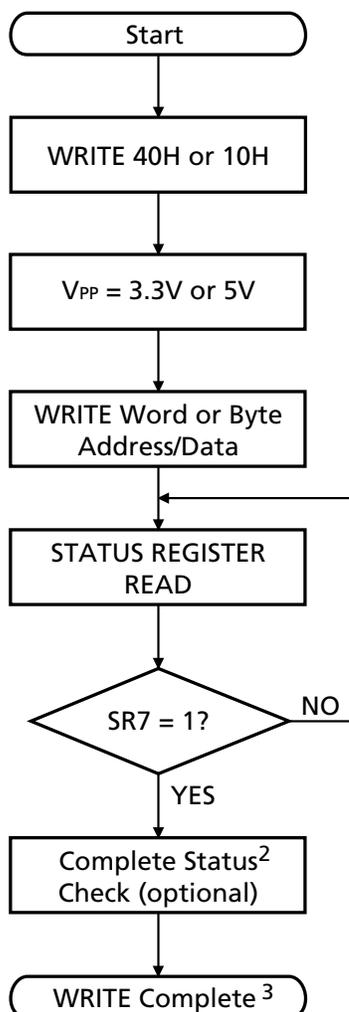 Start
WRITE 40H or 10H
VPP = 3.3V or 5V
WRITE Word or Byte
Address/Data
STATUS REGISTER
READ
SR7 = 1?
NO
YES
Complete Status2
Check (optional)
WRITE Complete 3